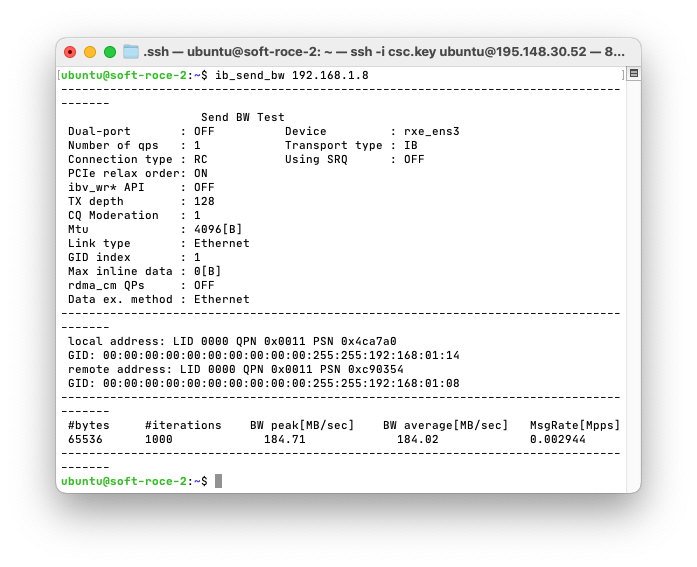 .ssh — ubuntu@soft-roce-2: ~ — ssh -i csc.key ubuntu@195.148.30.52 — 8...
[ubuntu@soft-roce-2:~$ ib_send_bw 192.168.1.8 ]
--------------------------------------------------------------------------------
-------
                    Send BW Test
 Dual-port       : OFF          Device         : rxe_ens3
 Number of qps   : 1            Transport type : IB
 Connection type : RC           Using SRQ      : OFF
 PCIe relax order: ON
 ibv_wr* API     : OFF
 TX depth        : 128
 CQ Moderation   : 1
 Mtu             : 4096[B]
 Link type       : Ethernet
 GID index       : 1
 Max inline data : 0[B]
 rdma_cm QPs     : OFF
 Data ex. method : Ethernet
--------------------------------------------------------------------------------
-------
 local address: LID 0000 QPN 0x0011 PSN 0x4ca7a0
 GID: 00:00:00:00:00:00:00:00:00:00:255:255:192:168:01:14
 remote address: LID 0000 QPN 0x0011 PSN 0xc90354
 GID: 00:00:00:00:00:00:00:00:00:00:255:255:192:168:01:08
--------------------------------------------------------------------------------
-------
 #bytes     #iterations    BW peak[MB/sec]    BW average[MB/sec]   MsgRate[Mpps]
 65536      1000             184.71             184.02             0.002944
--------------------------------------------------------------------------------
-------
ubuntu@soft-roce-2:~$